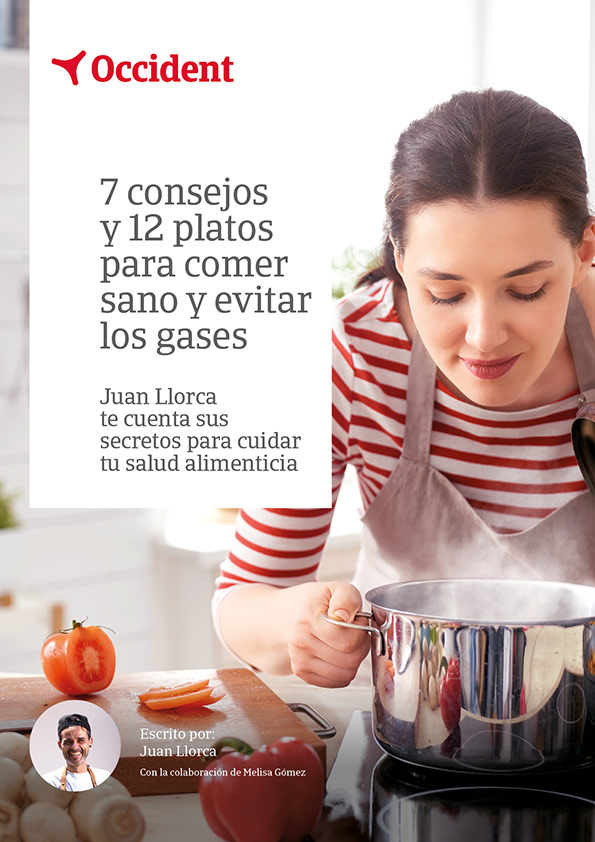 Occident
7 consejos
y 12 platos
para comer
sano y evitar
los gases
Juan Llorca
te cuenta sus
secretos para cuidar
tu salud alimenticia
Escrito por:
Juan Llorca
Con la colaboración de Melisa Gómez